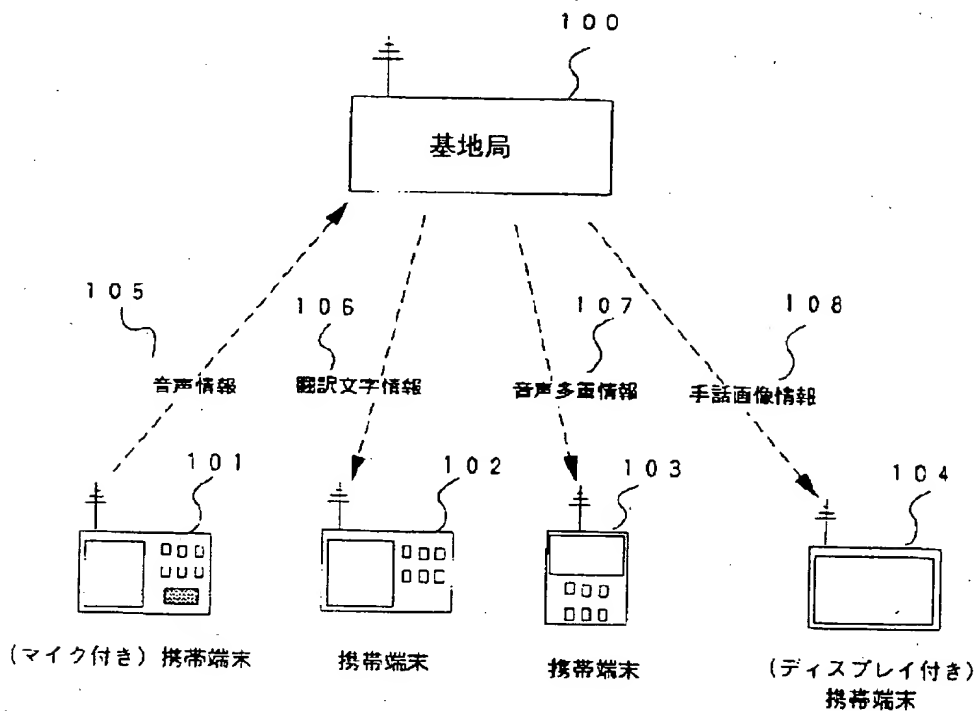 １００
基地局
１０５
１０６
１０７
１０８
音声情報
翻訳文字情報
音声多重情報
手話画像情報
１０１
１０２
１０３
１０４
(マイク付き) 携帯端末
携帯端末
携帯端末
(ディスプレイ付き)
携帯端末